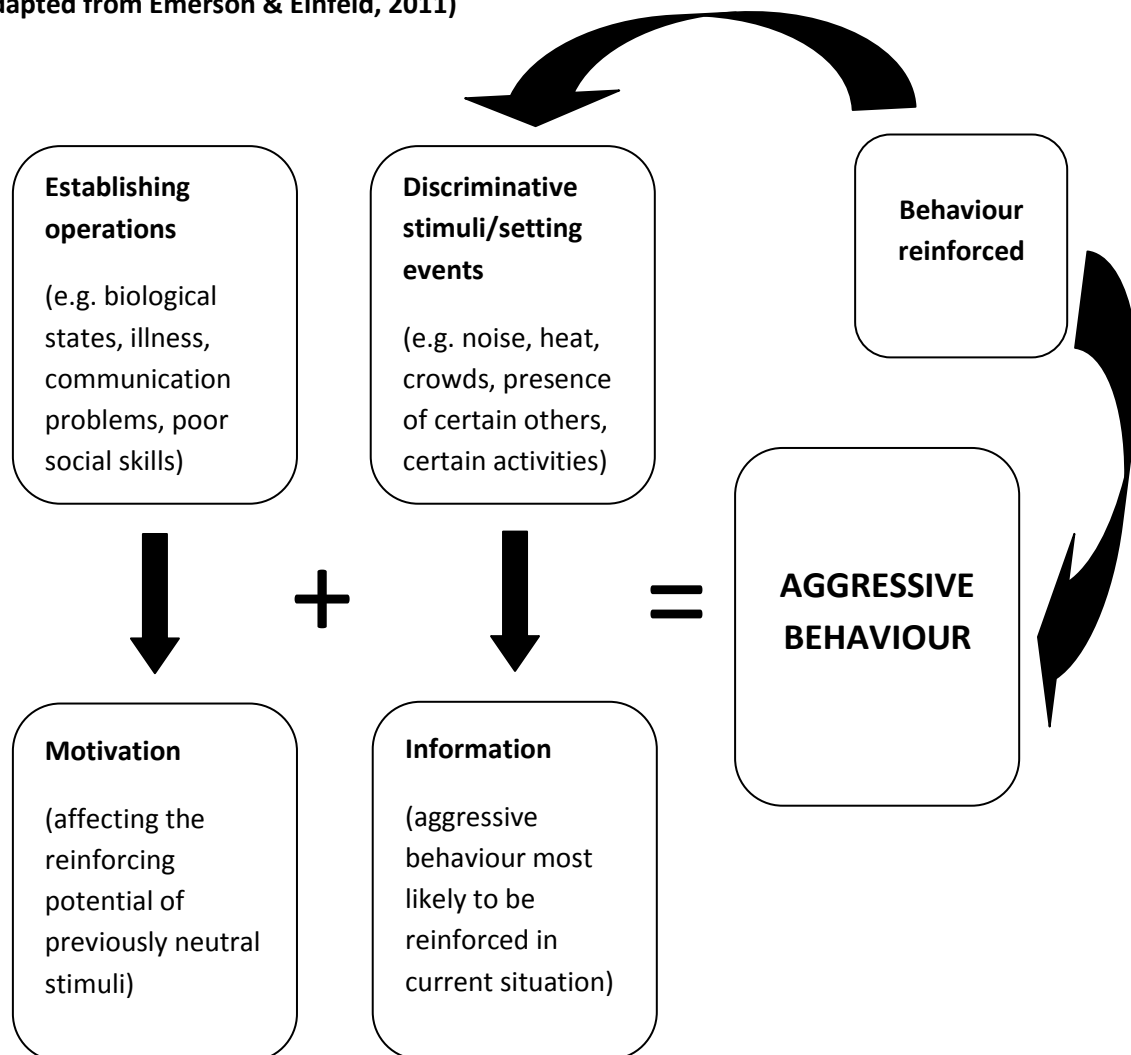 dapted from Emerson & Einfeld, 2011)
Establishing
operations
(e.g. biological
states, illness,
communication
problems, poor
social skills)
Discriminative
stimuli/setting
events
(e.g. noise, heat,
crowds, presence
of certain others,
certain activities)
Behaviour
reinforced
+
=
AGGRESSIVE
BEHAVIOUR
Motivation
(affecting the
reinforcing
potential of
previously neutral
stimuli)
Information
(aggressive
behaviour most
likely to be
reinforced in
current situation)